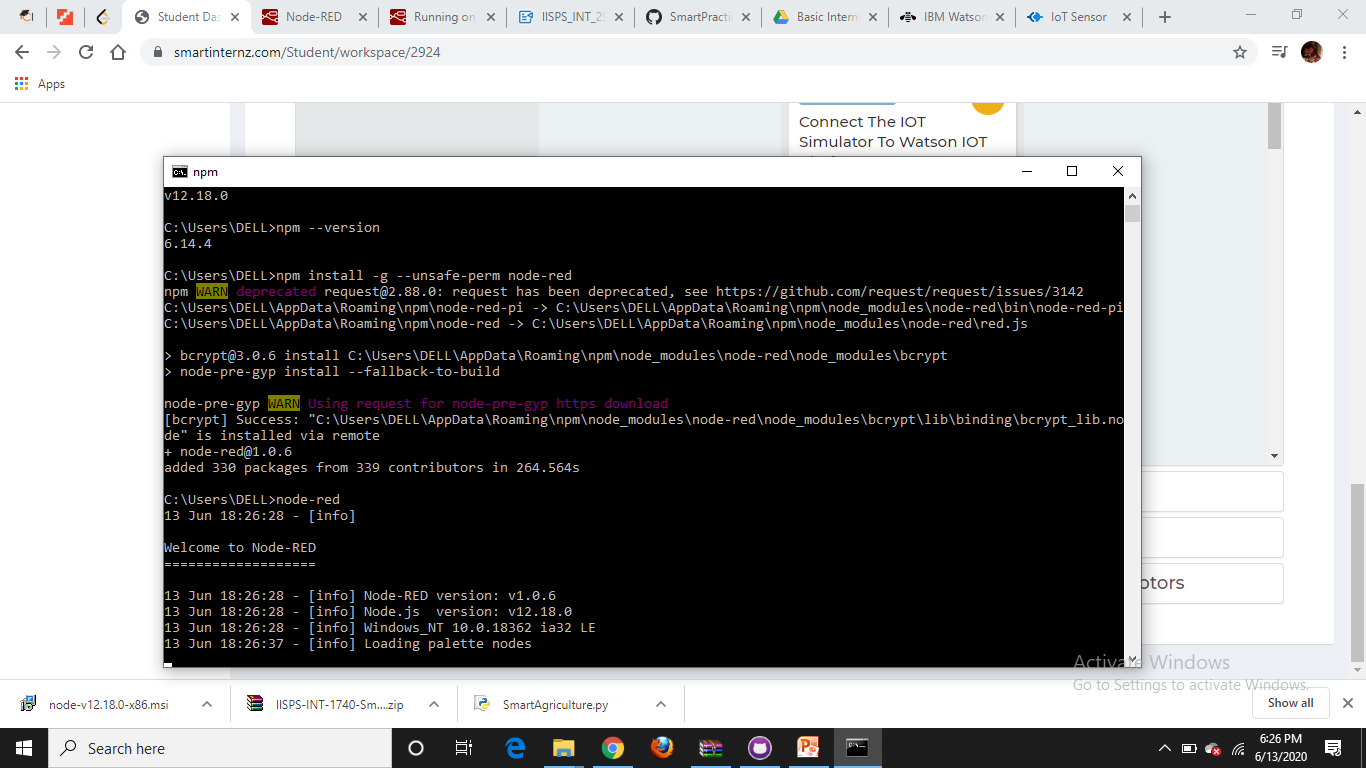 Student Das
Node-RED
Running on
IISPS_INT_29
SmartPracti
Basic Intern
IBM Watson
IoT Sensor
smartinternz.com/Student/workspace/2924
Apps
Connect The IOT
Simulator To Watson IOT
npm
v12.18.0
C:\Users\DELL>npm --version
6.14.4
C:\Users\DELL>npm install -g --unsafe-perm node-red
npm WARN deprecated request@2.88.0: request has been deprecated, see https://github.com/request/request/issues/3142
C:\Users\DELL\AppData\Roaming\npm\node-red-pi -> C:\Users\DELL\AppData\Roaming\npm\node_modules\node-red\bin\node-red-pi
C:\Users\DELL\AppData\Roaming\npm\node-red -> C:\Users\DELL\AppData\Roaming\npm\node_modules\node-red\red.js
> bcrypt@3.0.6 install C:\Users\DELL\AppData\Roaming\npm\node_modules\node-red\node_modules\bcrypt
> node-pre-gyp install --fallback-to-build
node-pre-gyp WARN Using request for node-pre-gyp https download
[bcrypt] Success: "C:\Users\DELL\AppData\Roaming\npm\node_modules\node-red\node_modules\bcrypt\lib\binding\bcrypt_lib.no
de" is installed via remote
+ node-red@1.0.6
added 330 packages from 339 contributors in 264.564s
C:\Users\DELL>node-red
13 Jun 18:26:28 - [info]
Welcome to Node-RED
===================
13 Jun 18:26:28 - [info] Node-RED version: v1.0.6
13 Jun 18:26:28 - [info] Node.js  version: v12.18.0
13 Jun 18:26:28 - [info] Windows_NT 10.0.18362 ia32 LE
13 Jun 18:26:37 - [info] Loading palette nodes
otors
Activate Windows
Go to Settings to activate Windows.
node-v12.18.0-x86.msi
IISPS-INT-1740-Sm....zip
SmartAgriculture.py
Show all
Search here
6:26 PM
6/13/2020